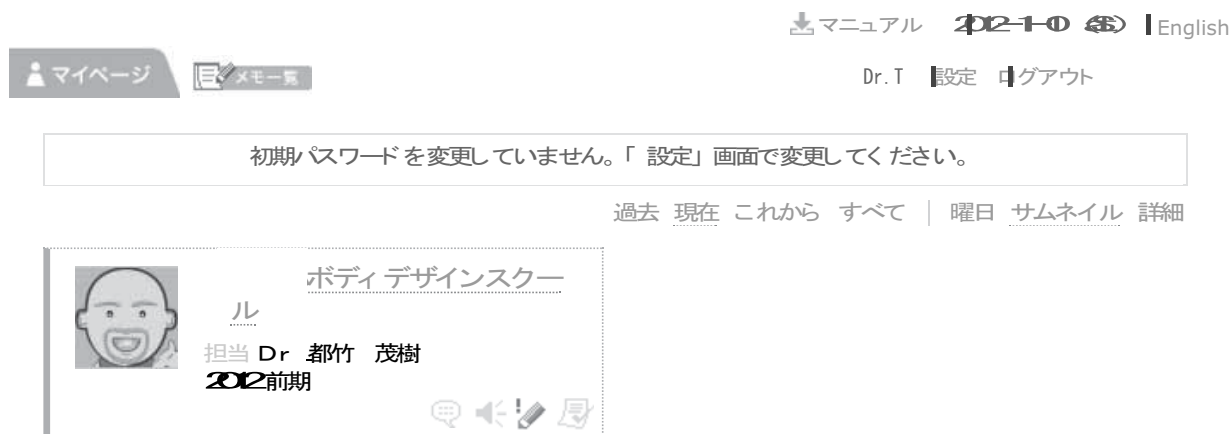 マニュアル English
マイページ メモ一覧 Dr.T 設定 ログアウト
初期パスワードを変更していません。「設定」画面で変更してください。
過去 現在 これから すべて | 曜日 サムネイル 詳細
ボディデザインスクー
ル
担当 Dr.都竹 茂樹
2012前期